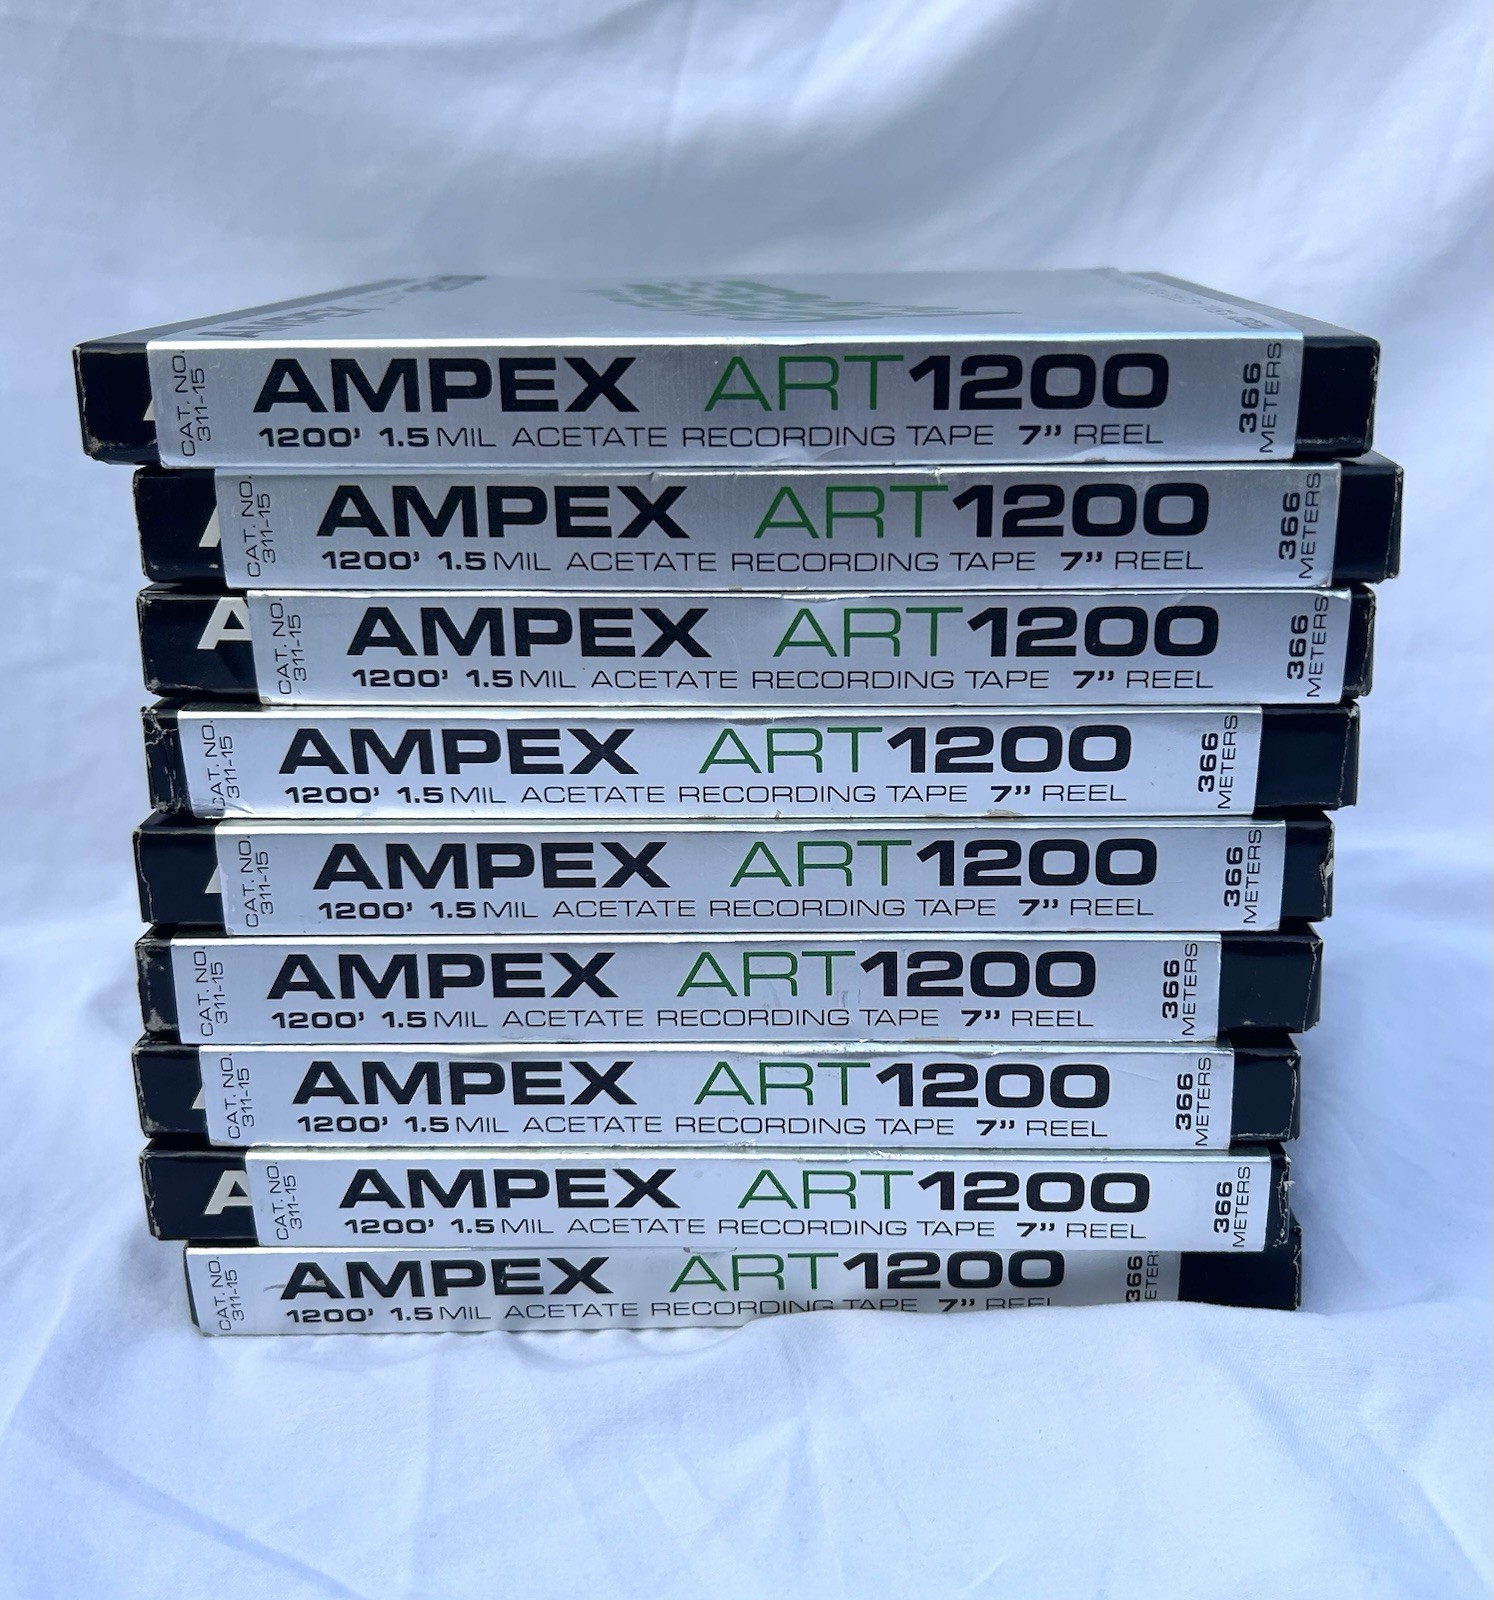 AMPEX
CAT. NO.
311-15
AMPEX ART1200
1200' 1.5 MIL ACETATE RECORDING TAPE 7" REEL
366
METERS
A
CAT. NO.
311-15
AMPEX ART1200
1200' 1.5 MIL ACETATE RECORDING TAPE 7" REEL
366
METERS
A
CAT. NO.
311-15
AMPEX ART1200
1200' 1.5 MIL ACETATE RECORDING TAPE 7" REEL
366
METERS
CAT. NO.
311-15
AMPEX ART1200
1200' 1.5 MIL ACETATE RECORDING TAPE 7" REEL
366
METERS
CAT. NO.
311-15
AMPEX ART1200
1200' 1.5 MIL ACETATE RECORDING TAPE 7" REEL
366
METERS
CAT. NO.
311-15
AMPEX ART1200
1200' 1.5 MIL ACETATE RECORDING TAPE 7" REEL
366
METERS
CAT. NO.
311-15
AMPEX ART1200
1200' 1.5 MIL ACETATE RECORDING TAPE 7" REEL
366
METERS
A
CAT. NO.
311-15
AMPEX ART1200
1200' 1.5 MIL ACETATE RECORDING TAPE 7" REEL
366
METERS
CAT. NO.
311-15
AMPEX ART1200
1200' 1.5 MIL ACETATE RECORDING TAPE 7" REEL
366
METERS